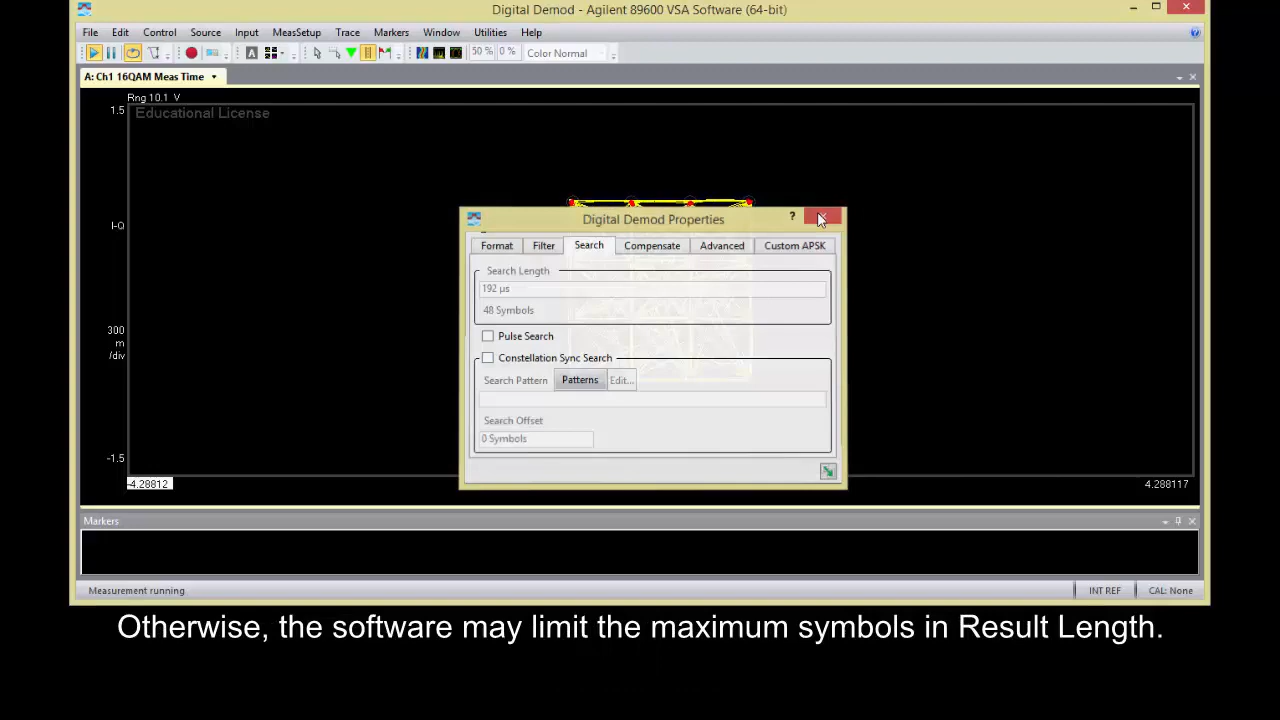 Digital Demod - Agilent 89600 VSA Software (64-bit)
File Edit Control Source Input MeasSetup Trace Markers Window Utilities Help
A 50 % 0 % Color Normal
A: Ch1 16QAM Meas Time
Rng 10.1 V
1.5
Educational License
I-Q
300
m
/div
-1.5
-4.28812
4.288117
Digital Demod Properties
?
Format Filter Search Compensate Advanced Custom APSK
Search Length
192 µs
48 Symbols
Pulse Search
Constellation Sync Search
Search Pattern Patterns Edit...
Search Offset
0 Symbols
Markers
Measurement running INT REF CAL: None
Otherwise, the software may limit the maximum symbols in Result Length.